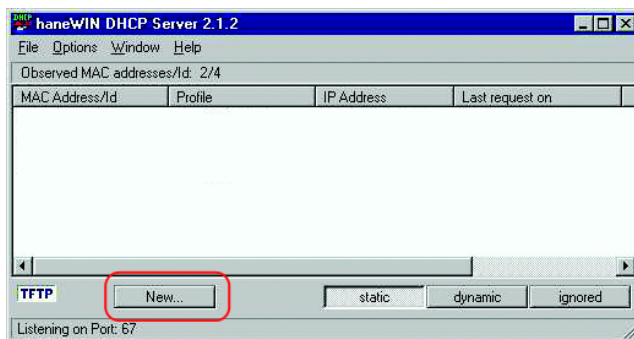 DHCP haneWIN DHCP Server 2.1.2
File Options Window Help
Observed MAC addresses/Id: 2/4
MAC Address/Id Profile IP Address Last request on
TFTP New... static dynamic ignored
Listening on Port: 67